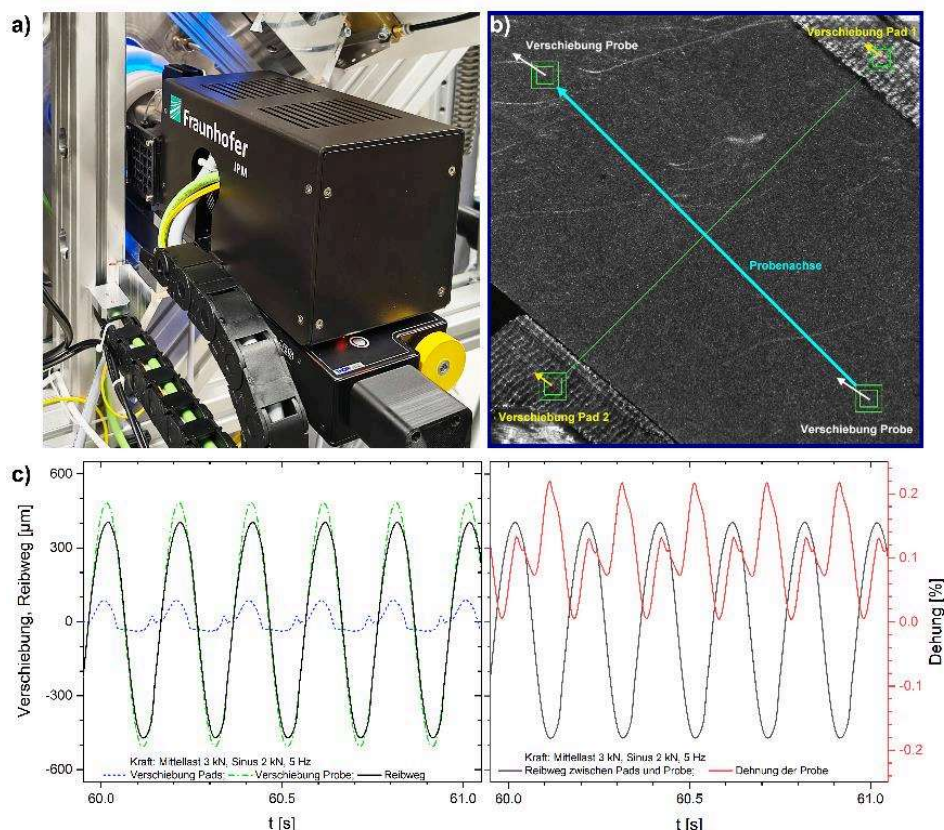 a)
Fraunhofer
IPM
b)
Verschiebung Probe
Verschiebung Pad 1
Probenachse
Verschiebung Pad 2
Verschiebung Probe
c)
Verschiebung, Reibweg [µm]
600
300
0
-300
-600
Kraft: Mittellast 3 kN, Sinus 2 kN, 5 Hz
Verschiebung Pads; Verschiebung Probe; Reibweg
60.0 60.5 61.0
t [s]
Kraft: Mittellast 3 kN, Sinus 2 kN, 5 Hz
Reibweg zwischen Pads und Probe; Dehnung der Probe
60.0 60.5 61.0
t [s]
0.2
0.1
0.0
-0.1
-0.2
Dehung [%]